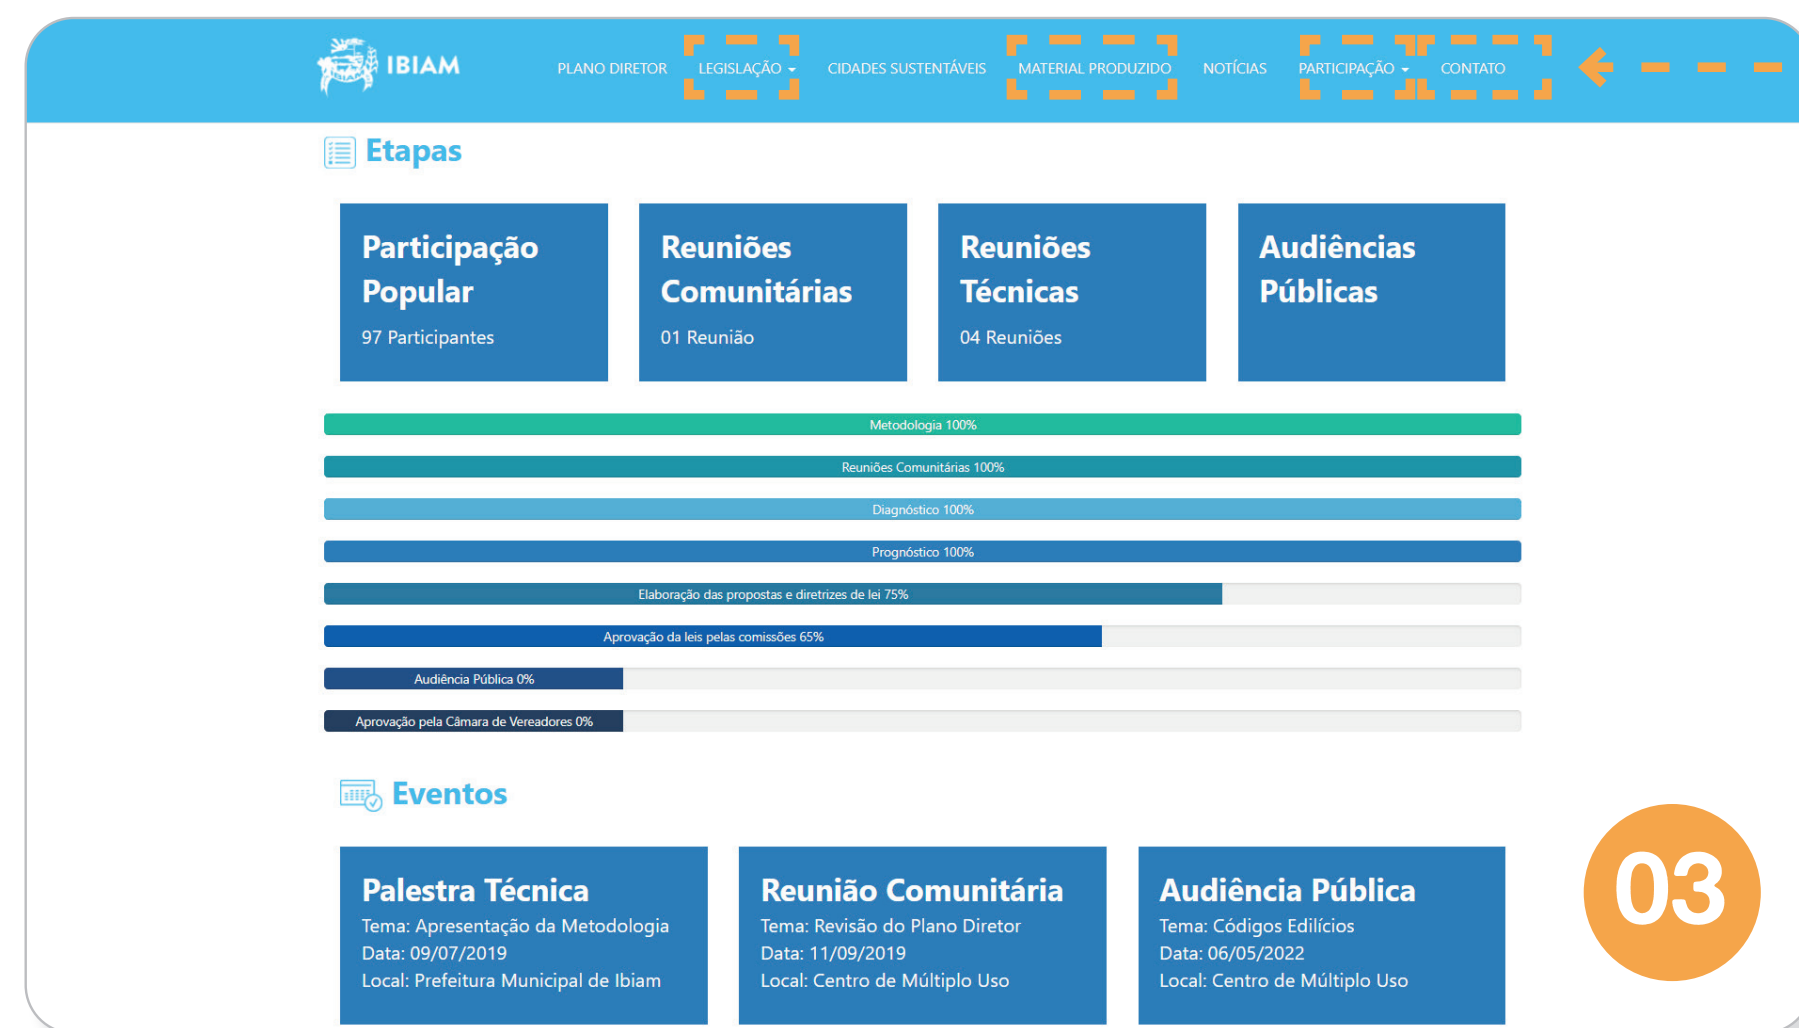 IBIAM
PLANO DIRETOR LEGISLAÇÃO CIDADES SUSTENTÁVEIS MATERIAL PRODUZIDO NOTÍCIAS PARTICIPAÇÃO CONTATO
Etapas
Participação
Popular
97 Participantes
Reuniões
Comunitárias
01 Reunião
Reuniões
Técnicas
04 Reuniões
Audiências
Públicas
Metodologia 100%
Reuniões Comunitárias 100%
Diagnóstico 100%
Prognóstico 100%
Elaboração das propostas e diretrizes de lei 75%
Aprovação da leis pelas comissões 65%
Audiência Pública 0%
Aprovação pela Câmara de Vereadores 0%
Eventos
Palestra Técnica
Tema: Apresentação da Metodologia
Data: 09/07/2019
Local: Prefeitura Municipal de Ibiam
Reunião Comunitária
Tema: Revisão do Plano Diretor
Data: 11/09/2019
Local: Centro de Múltiplo Uso
Audiência Pública
Tema: Códigos Edilícios
Data: 06/05/2022
Local: Centro de Múltiplo Uso
03